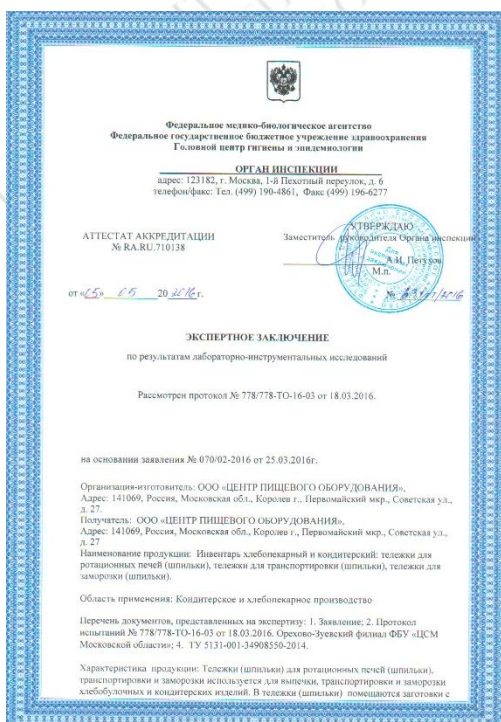 Федеральное медико-биологическое агентство
Федеральное государственное бюджетное учреждение здравоохранения
Головной центр гигиены и эпидемиологии
ОРГАН ИНСПЕКЦИИ
адрес: 123182, г. Москва, 1-й Пехотный переулок, д. 6
телефон/факс: Тел. (499) 190-4861, Факс (499) 196-6277
АТТЕСТАТ АККРЕДИТАЦИИ
№ RA.RU.710138
УТВЕРЖДАЮ
Заместитель руководителя Органа инспекции
А.И. Петухов
М.п.
от «05» 05 2016 г.
№
ЭКСПЕРТНОЕ ЗАКЛЮЧЕНИЕ
по результатам лабораторно-инструментальных исследований
Рассмотрен протокол № 778/778-ТО-16-03 от 18.03.2016.
на основании заявления № 070/02-2016 от 25.03.2016г.
Организация-изготовитель: ООО «ЦЕНТР ПИЩЕВОГО ОБОРУДОВАНИЯ»,
Адрес: 141069, Россия, Московская обл., Королев г., Первомайский мкр., Советская ул.,
д. 27.
Получатель: ООО «ЦЕНТР ПИЩЕВОГО ОБОРУДОВАНИЯ»,
Адрес: 141069, Россия, Московская обл., Королев г., Первомайский мкр., Советская ул.,
д. 27
Наименование продукции: Инвентарь хлебопекарный и кондитерский: тележки для
ротационных печей (шпильки), тележки для транспортировки (шпильки), тележки для
заморозки (шпильки).
Область применения: Кондитерское и хлебопекарное производство
Перечень документов, представленных на экспертизу: 1. Заявление; 2. Протокол
испытаний № 778/778-ТО-16-03 от 18.03.2016. Орехово-Зуевский филиал ФБУ «ЦСМ
Московской области»; 4. ТУ 5131-001-34908550-2014.
Характеристика продукции: Тележки (шпильки) для ротационных печей (шпильки),
транспортировки и заморозки используется для выпечки, транспортировки и заморозки
хлебобулочных и кондитерских изделий. В тележки (шпильки) помещаются заготовки с